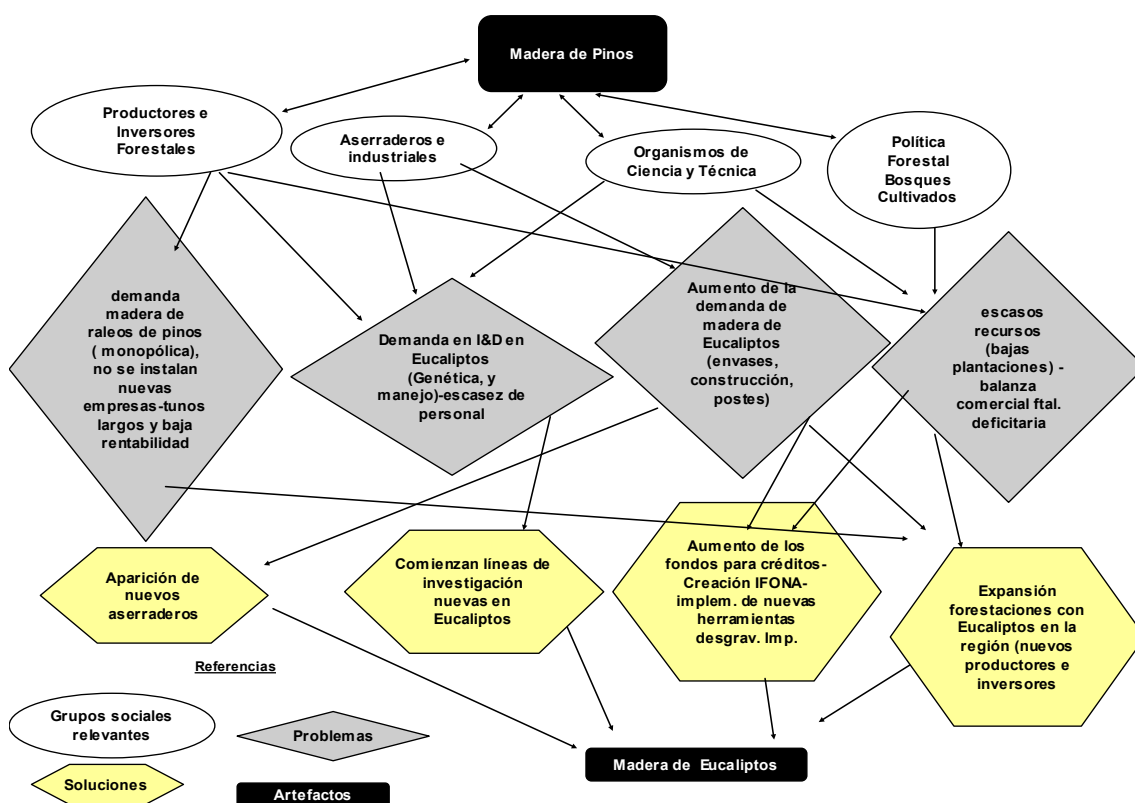 Madera de Pinos
Productores e
Inversores
Forestales
Aserraderos e
industriales
Organismos de
Ciencia y Técnica
Política
Forestal
Bosques
Cultivados
demanda
madera de
raleos de pinos
( monopólica),
no se instalan
nuevas
empresas-tunos
largos y baja
rentabilidad
Demanda en I&D en
Eucaliptos
(Genética, y
manejo)-escasez de
personal
Aumento de la
demanda de
madera de
Eucaliptos
(envases,
construcción,
postes)
escasos
recursos
(bajas
plantaciones) -
balanza
comercial ftal.
deficitaria
Aparición de
nuevos
aserraderos
Comienzan líneas de
investigación
nuevas en
Eucaliptos
Aumento de los
fondos para créditos-
Creación IFONA-
implem. de nuevas
herramientas
desgrav. Imp.
Expansión
forestaciones con
Eucaliptos en la
región (nuevos
productores e
inversores
Referencias
Grupos sociales
relevantes
Problemas
Soluciones
Artefactos
Madera de Eucaliptos